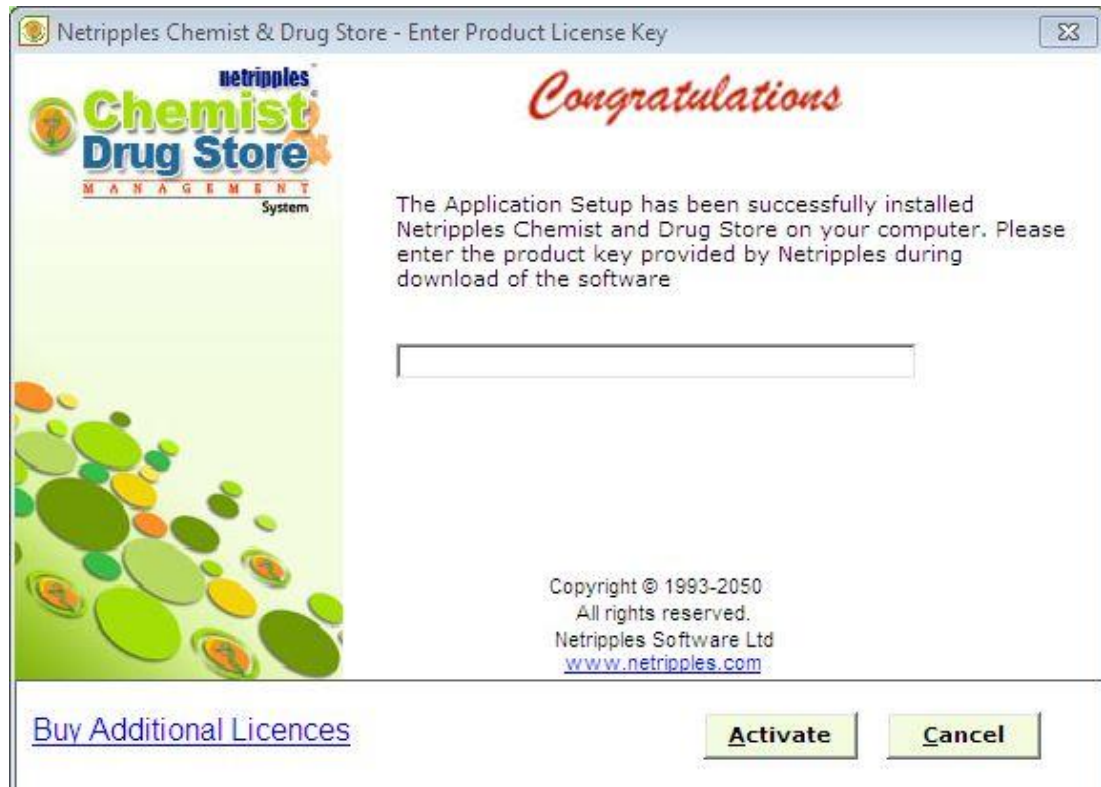 Netripples Chemist & Drug Store - Enter Product License Key
netripples
Chemist
Drug Store
MANAGEMENT
System
Congratulations
The Application Setup has been successfully installed
Netripples Chemist and Drug Store on your computer. Please
enter the product key provided by Netripples during
download of the software
Copyright © 1993-2050
All rights reserved.
Netripples Software Ltd
www.netripples.com
Buy Additional Licences
Activate
Cancel